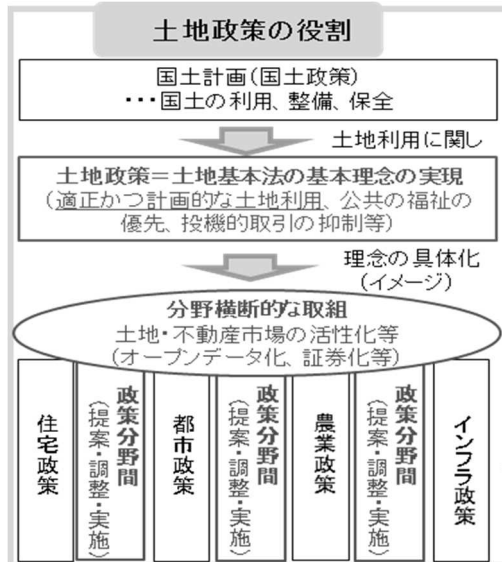 土地政策の役割
国土計画(国土政策)
・・・国土の利用、整備、保全
土地利用に関し
土地政策＝土地基本法の基本理念の実現
(適正かつ計画的な土地利用、公共の福祉の
優先、投機的取引の抑制等)
理念の具体化
(イメージ)
分野横断的な取組
土地・不動産市場の活性化等
(オープンデータ化、証券化等)
住宅政策
政策分野間
(提案・調整・実施)
都市政策
政策分野間
(提案・調整・実施)
農業政策
政策分野間
(提案・調整・実施)
インフラ政策